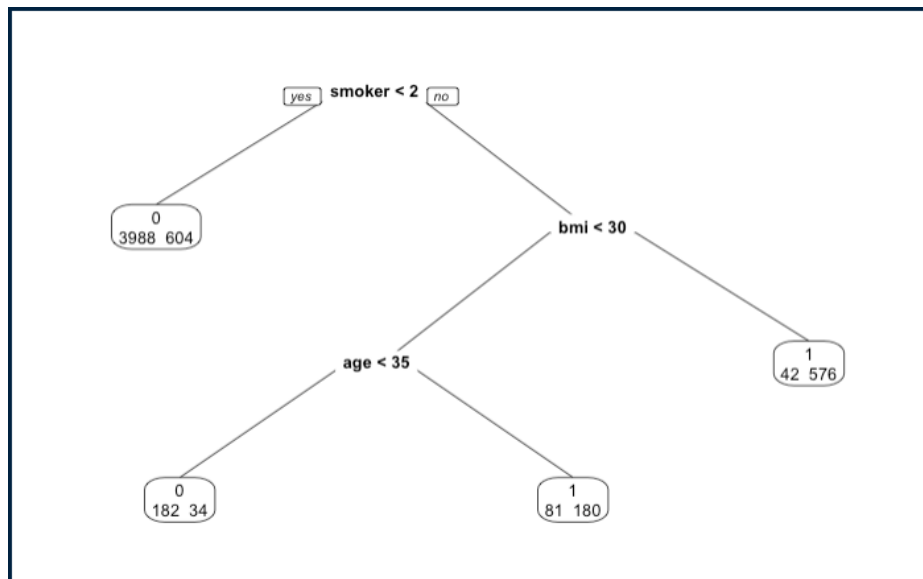 yes smoker < 2 no
0
3988 604
bmi < 30
1
42 576
age < 35
0
182 34
1
81 180